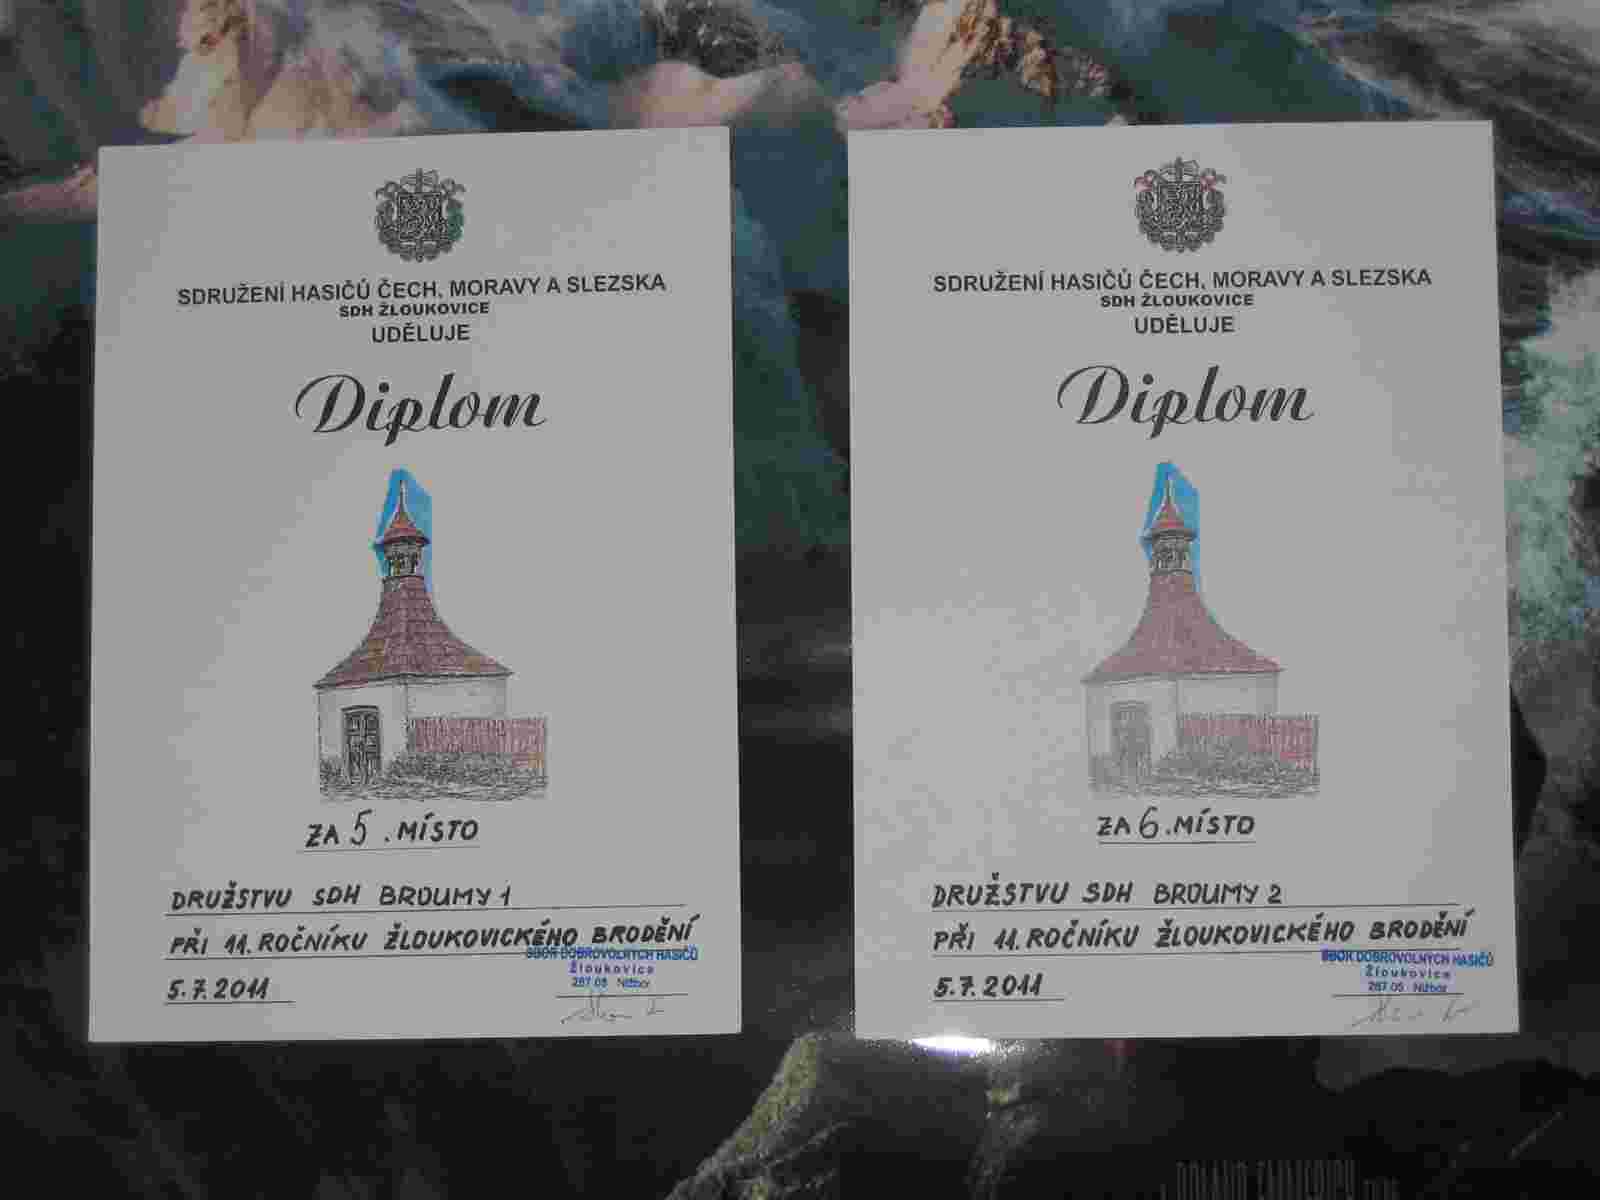 SDRUŽENÍ HASIČŮ ČECH, MORAVY A SLEZSKA
SDH ŽLOUKOVICE
UDĚLUJE
Diplom
ZA 5. MÍSTO
DRUŽSTVU SDH BROUMY 1
PŘI 11. ROČNÍKU ŽLOUKOVICKÉHO BRODĚNÍ
SBOR DOBROVOLNÝCH HASIČŮ
Žloukovice
267 05 Nižbor
5.7.2011
SDRUŽENÍ HASIČŮ ČECH, MORAVY A SLEZSKA
SDH ŽLOUKOVICE
UDĚLUJE
Diplom
ZA 6. MÍSTO
DRUŽSTVU SDH BROUMY 2
PŘI 11. ROČNÍKU ŽLOUKOVICKÉHO BRODĚNÍ
SBOR DOBROVOLNÝCH HASIČŮ
Žloukovice
267 05 Nižbor
5.7.2011
ROLAND EMMERICH